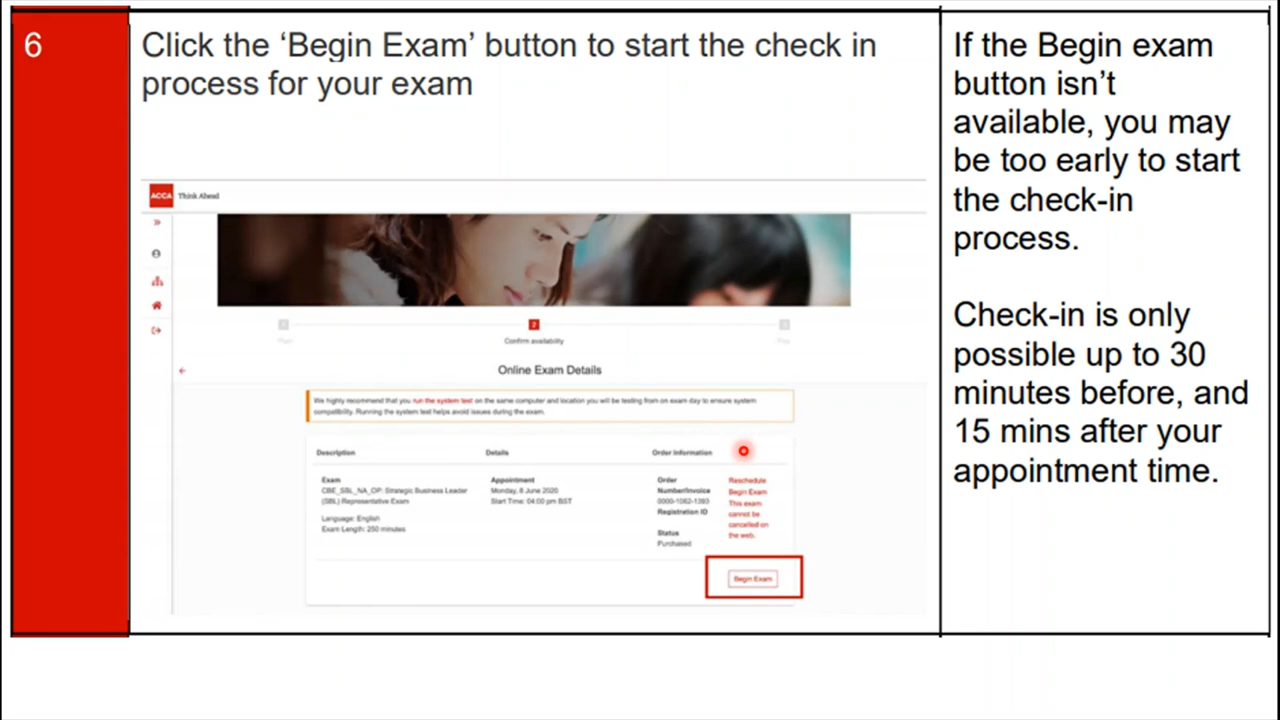 6
Click the ‘Begin Exam’ button to start the check in
process for your exam
If the Begin exam
button isn’t
available, you may
be too early to start
the check-in
process.
Check-in is only
possible up to 30
minutes before, and
15 mins after your
appointment time.
ACCA Think Ahead
2
Confirm availability
Online Exam Details
We highly recommend that you run the system test on the same computer and location you will be testing from on exam day to ensure system
compatibility. Running the system test helps avoid issues during the exam.
Description
Details
Order Information
Exam
CBE_SBL_NA_OP: Strategic Business Leader
(SBL) Representative Exam
Language: English
Exam Length: 250 minutes
Appointment
Monday, 8 June 2020
Start Time: 04:00 pm BST
Order
Number/Invoice
0000-1062-1393
Registration ID
Status
Purchased
Reschedule
Begin Exam
This exam
cannot be
cancelled on
the web.
Begin Exam